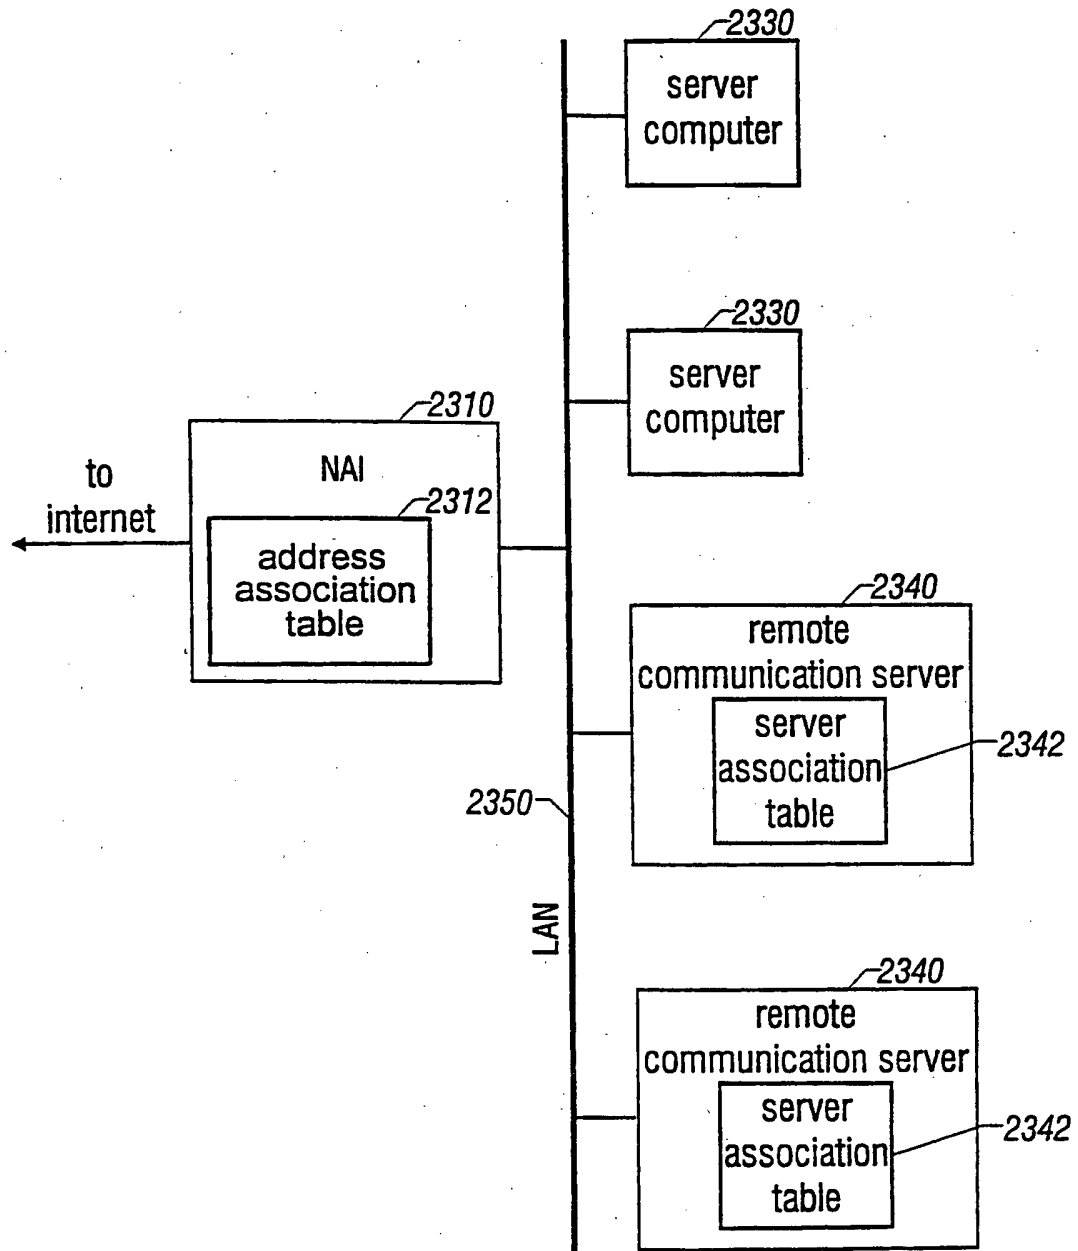 2330
server
computer
2330
server
computer
2310
NAI
to
internet
2312
address
association
table
2340
remote
communication server
server
association
table
2342
2350
LAN
2340
remote
communication server
server
association
table
2342